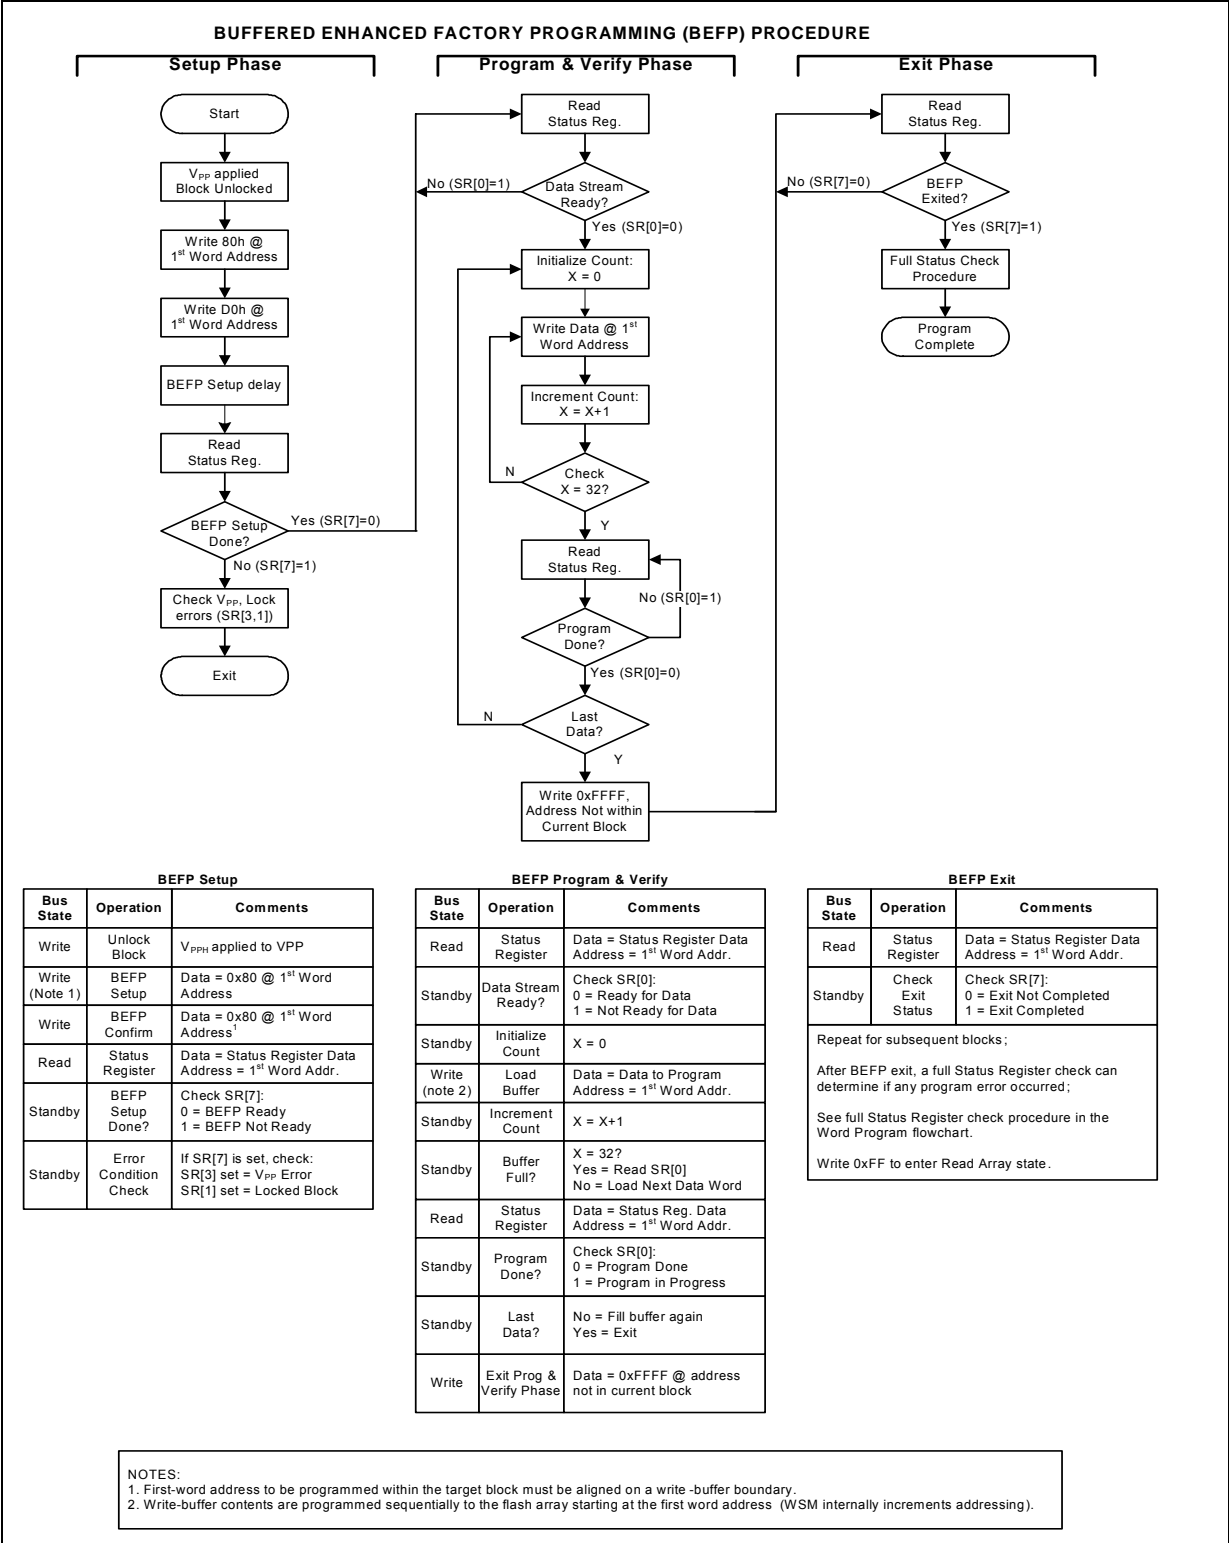 BUFFERED ENHANCED FACTORY PROGRAMMING (BEFP) PROCEDURE
Setup Phase
Start
VPP applied
Block Unlocked
Write 80h @
1st Word Address
Write D0h @
1st Word Address
BEFP Setup delay
Read
Status Reg.
BEFP Setup
Done?
Yes (SR[7]=0)
No (SR[7]=1)
Check VPP, Lock
errors (SR[3,1])
Exit
Program & Verify Phase
Read
Status Reg.
No (SR[0]=1)
Data Stream
Ready?
Yes (SR[0]=0)
Initialize Count:
X = 0
Write Data @ 1st
Word Address
Increment Count:
X = X+1
N
Check
X = 32?
Y
Read
Status Reg.
No (SR[0]=1)
Program
Done?
Yes (SR[0]=0)
N
Last
Data?
Y
Write 0xFFFF,
Address Not within
Current Block
Exit Phase
Read
Status Reg.
No (SR[7]=0)
BEFP
Exited?
Yes (SR[7]=1)
Full Status Check
Procedure
Program
Complete
BEFP Setup
Bus State Operation Comments
Write Unlock Block VPPH applied to VPP
Write (Note 1) BEFP Setup Data = 0x80 @ 1st Word Address
Write BEFP Confirm Data = 0x80 @ 1st Word Address1
Read Status Register Data = Status Register Data Address = 1st Word Addr.
Standby BEFP Setup Done? Check SR[7]:
0 = BEFP Ready
1 = BEFP Not Ready
Standby Error Condition Check If SR[7] is set, check:
SR[3] set = VPP Error
SR[1] set = Locked Block
BEFP Program & Verify
Bus State Operation Comments
Read Status Register Data = Status Register Data Address = 1st Word Addr.
Standby Data Stream Ready? Check SR[0]:
0 = Ready for Data
1 = Not Ready for Data
Standby Initialize Count X = 0
Write (note 2) Load Buffer Data = Data to Program Address = 1st Word Addr.
Standby Increment Count X = X+1
Standby Buffer Full? X = 32?
Yes = Read SR[0]
No = Load Next Data Word
Read Status Register Data = Status Reg. Data Address = 1st Word Addr.
Standby Program Done? Check SR[0]:
0 = Program Done
1 = Program in Progress
Standby Last Data? No = Fill buffer again
Yes = Exit
Write Exit Prog & Verify Phase Data = 0xFFFF @ address not in current block
BEFP Exit
Bus State Operation Comments
Read Status Register Data = Status Register Data Address = 1st Word Addr.
Standby Check Exit Status Check SR[7]:
0 = Exit Not Completed
1 = Exit Completed
Repeat for subsequent blocks;
After BEFP exit, a full Status Register check can
determine if any program error occurred;
See full Status Register check procedure in the
Word Program flowchart.
Write 0xFF to enter Read Array state.
NOTES:
1. First-word address to be programmed within the target block must be aligned on a write -buffer boundary.
2. Write-buffer contents are programmed sequentially to the flash array starting at the first word address (WSM internally increments addressing).